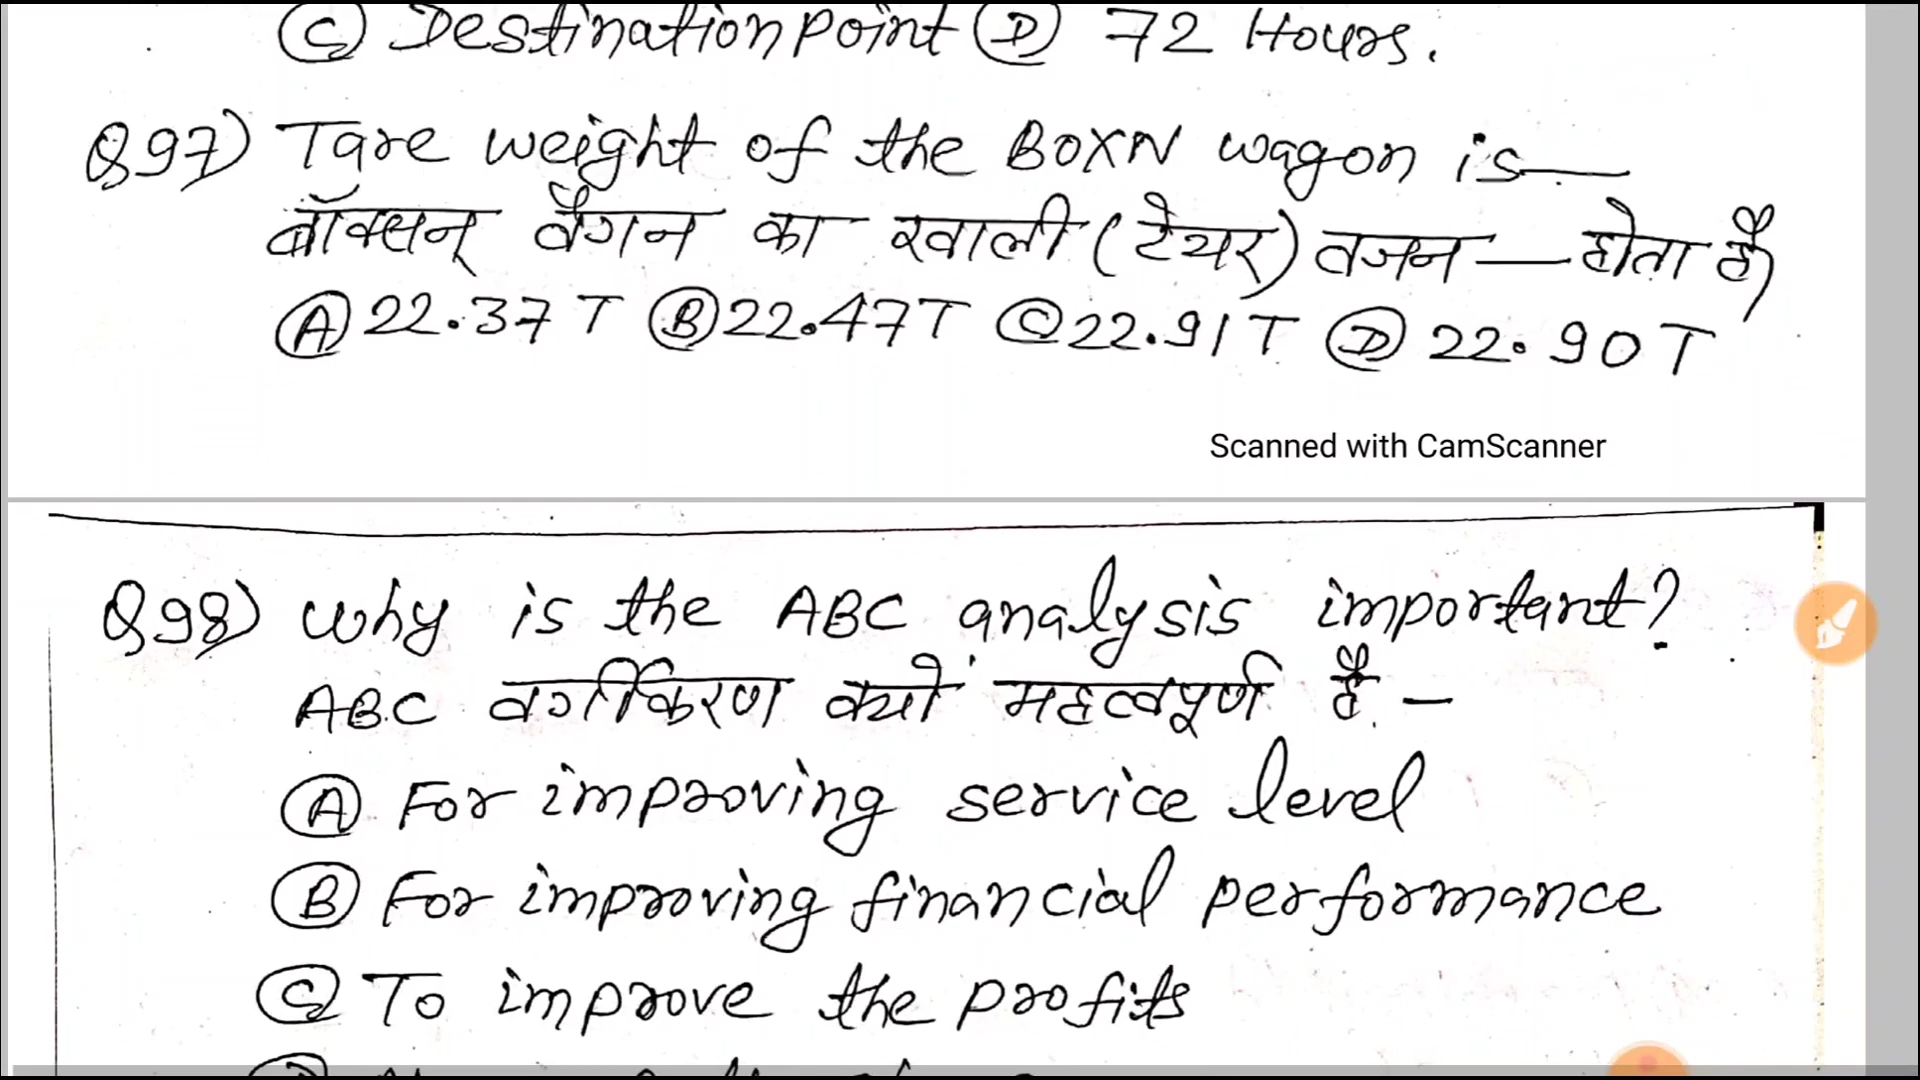 (C) Destination Point (D) 72 Hours.
Q97) Tare weight of the BOXN wagon is—
बॉक्सन् वैगन का खाली (टेयर) वजन — होता है।
(A) 22.37 T (B) 22.47 T (C) 22.91 T (D) 22.90 T
Scanned with CamScanner
Q98) Why is the ABC analysis important?
ABC वर्गीकरण क्यों महत्वपूर्ण है. —
(A) For improving service level
(B) For improving financial performance
(C) To improve the profits